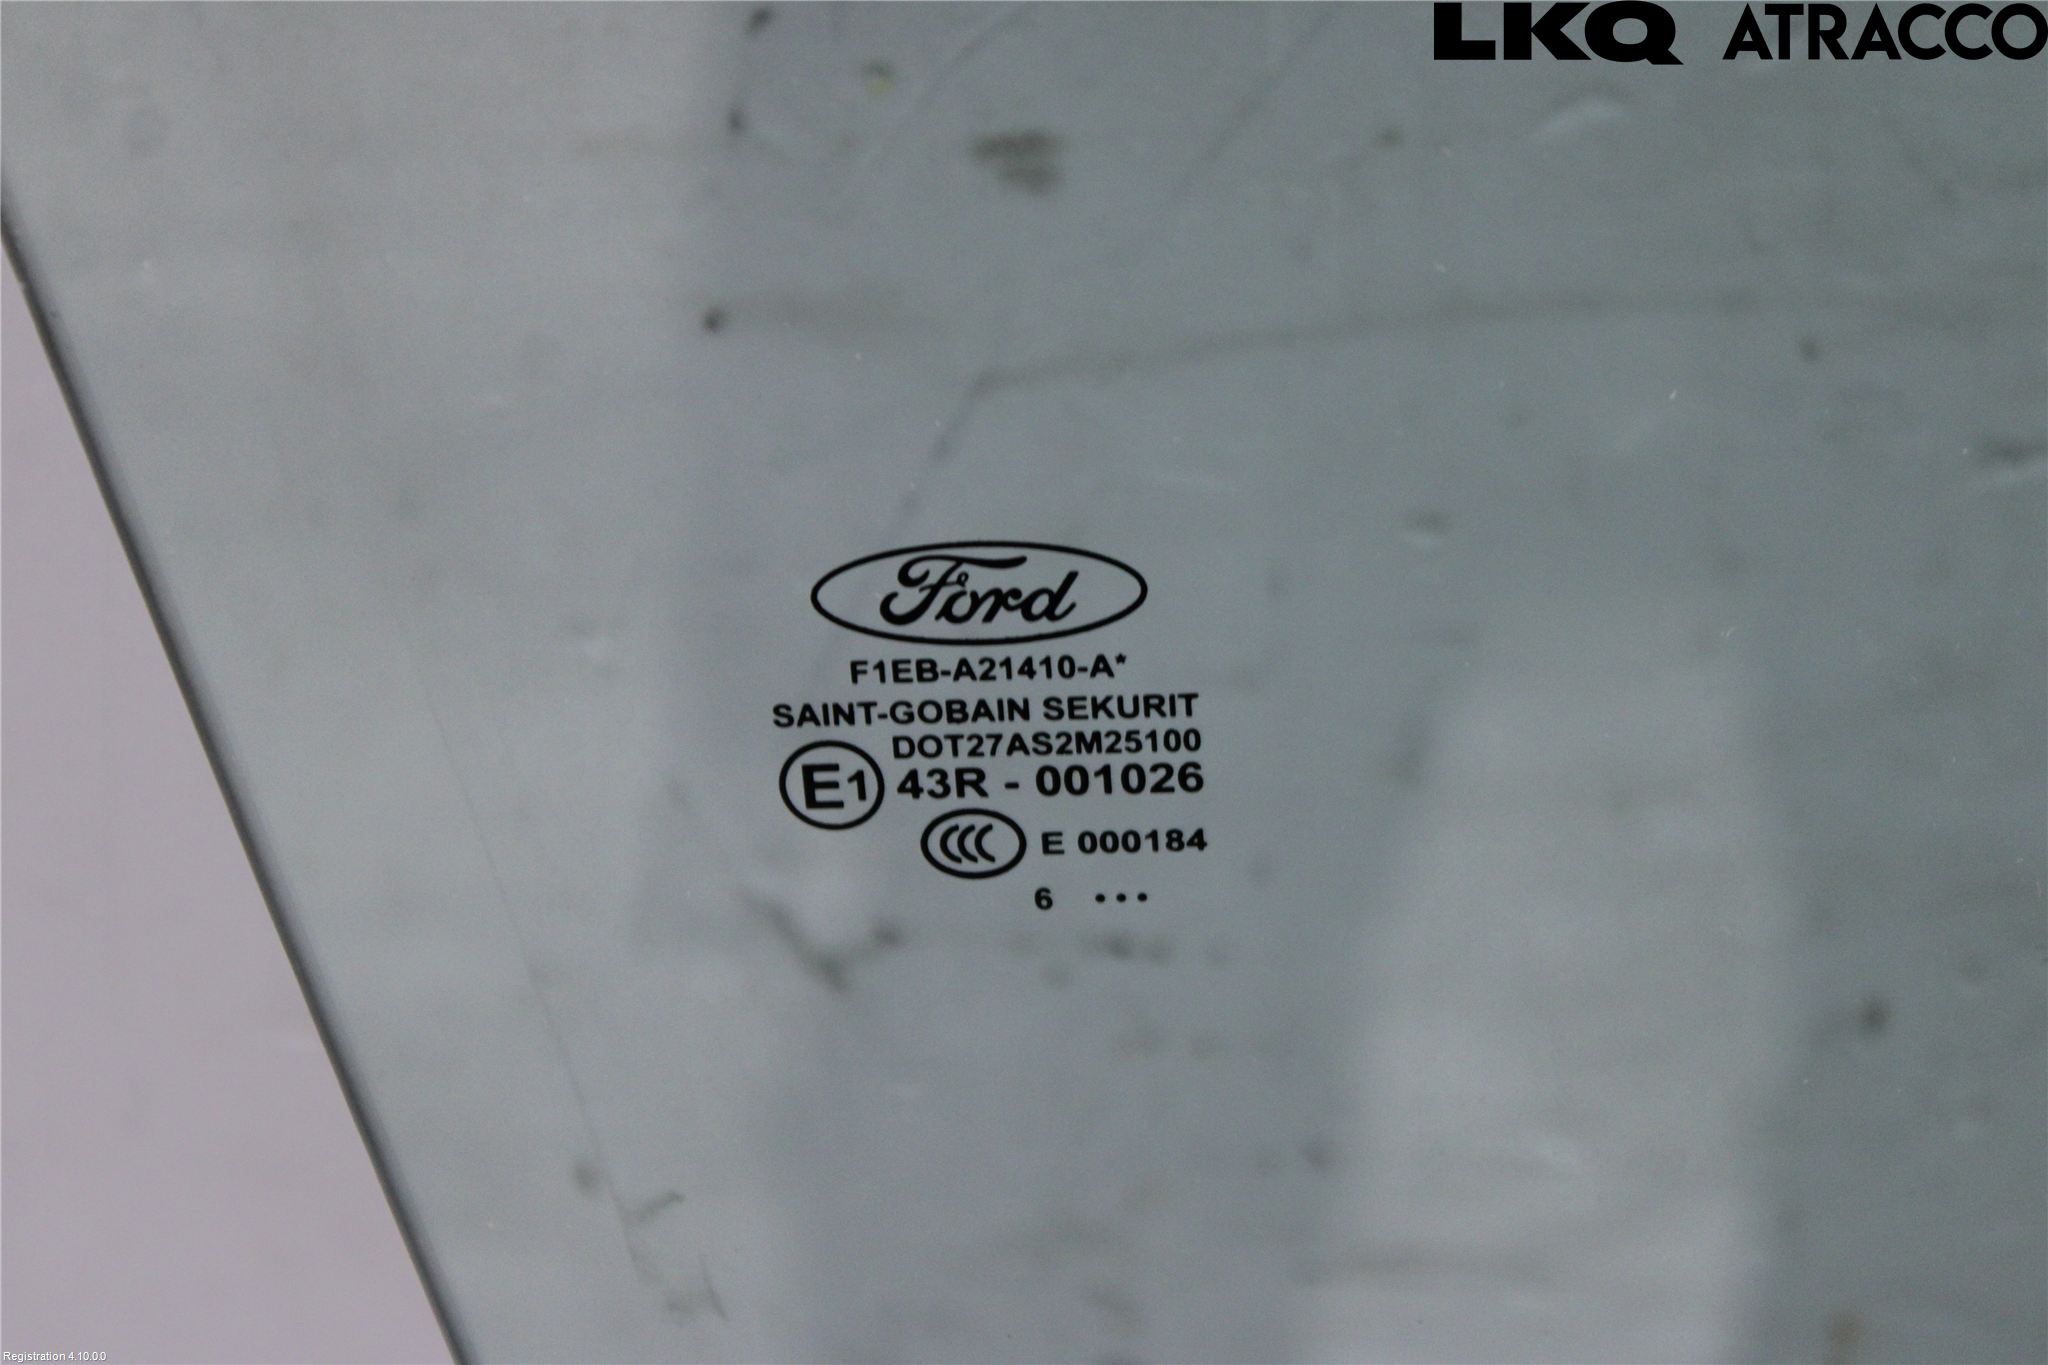 LKQ ATRACCO
Ford
F1EB-A21410-A*
SAINT-GOBAIN SEKURIT
DOT27AS2M25100
E1 43R - 001026
CCC E 000184
6 •••
Registration 4.10.0.0